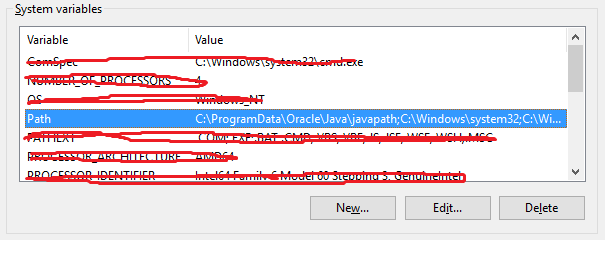 System variables
Variable Value
ComSpec C:\Windows\system32\cmd.exe
NUMBER_OF_PROCESSORS 4
OS Windows_NT
Path C:\ProgramData\Oracle\Java\javapath;C:\Windows\system32;C:\Wi...
PATHEXT .COM;.EXE;.BAT;.CMD;.VBS;.VBE;.JS;.JSE;.WSF;.WSH;.MSC
PROCESSOR_ARCHITECTURE AMD64
PROCESSOR_IDENTIFIER Intel64 Family 6 Model 60 Stepping 3, GenuineIntel
New... Edit... Delete